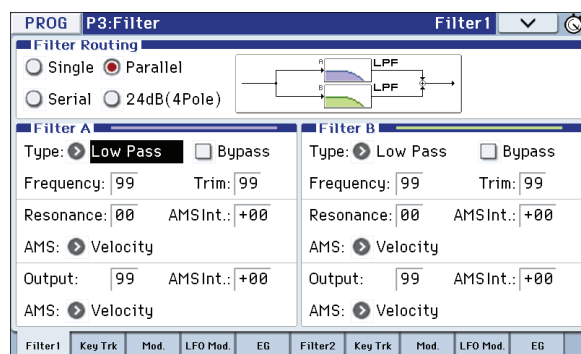 PROG P3:Filter Filter1
Filter Routing
Single Parallel
Serial 24dB(4Pole)
A LPF
B LPF
Filter A
Type: Low Pass Bypass
Frequency: 99 Trim: 99
Resonance: 00 AMS Int.: +00
AMS: Velocity
Output: 99 AMS Int.: +00
AMS: Velocity
Filter B
Type: Low Pass Bypass
Frequency: 99 Trim: 99
Resonance: 00 AMS Int.: +00
AMS: Velocity
Output: 99 AMS Int.: +00
AMS: Velocity
Filter1 Key Trk Mod. LFO Mod. EG Filter2 Key Trk Mod. LFO Mod. EG